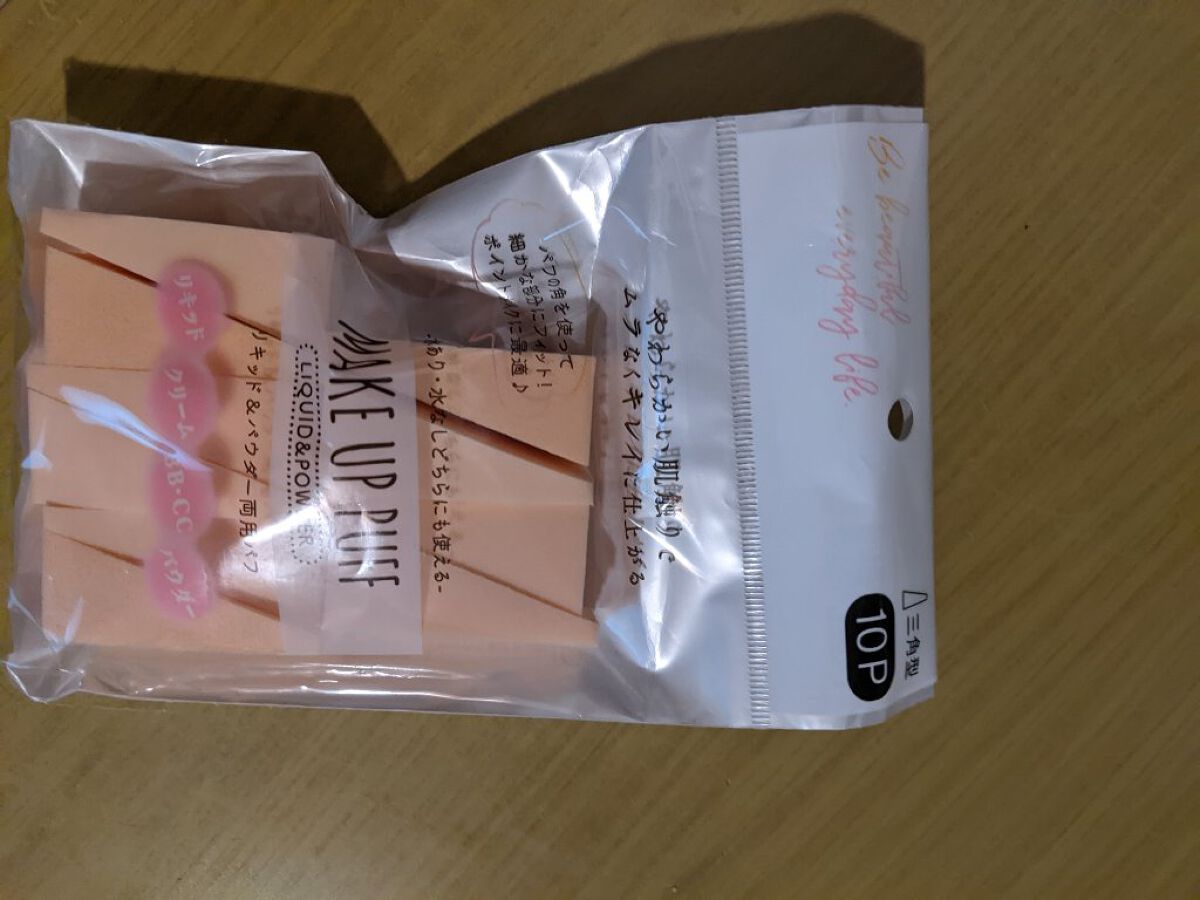 Be beautiful
everyday life.
三角型
10P
やわらかい肌触りで
ムラなくキレイに仕上がる
パフの角を使って
細かな部分にフィット!
ポイントメイクに最適♪
水あり・水なしどちらにも使える-
MAKE UP PUFF
LIQUID&POWDER
リキッド&パウダー両用パフ
リキッド クリーム BB・CC パウダー